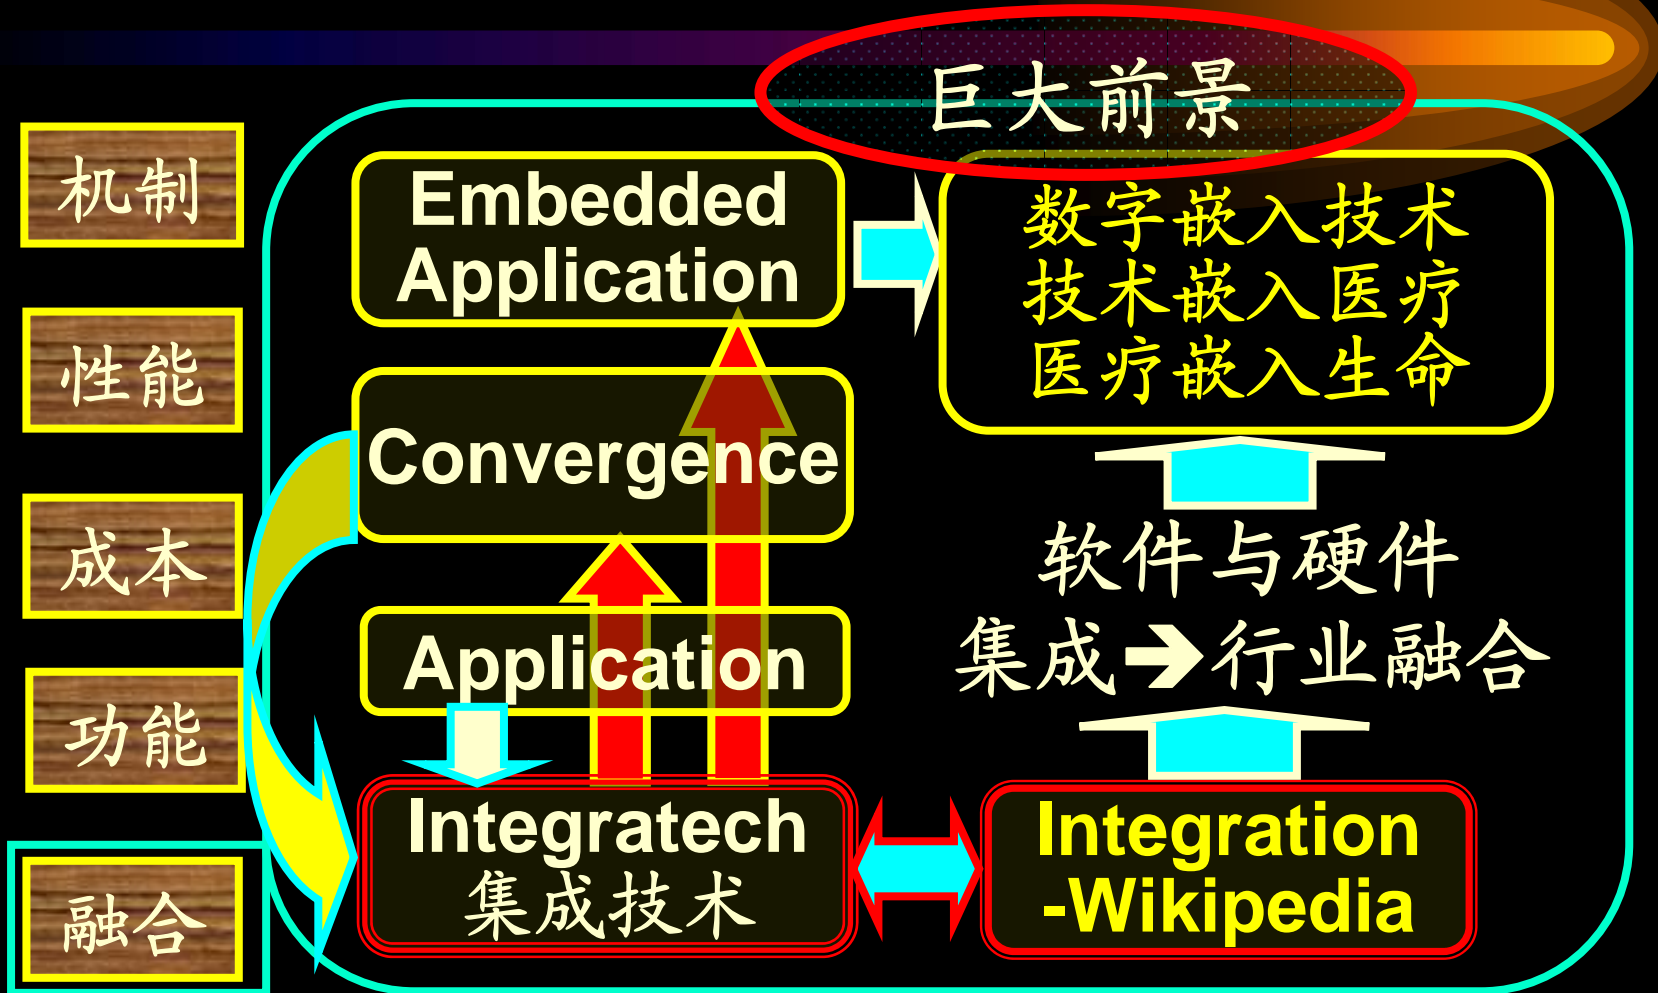 巨大前景
机制
性能
成本
功能
融合
Embedded
Application
Convergence
Application
Integratech
集成技术
数字嵌入技术
技术嵌入医疗
医疗嵌入生命
软件与硬件
集成➔行业融合
Integration
-Wikipedia